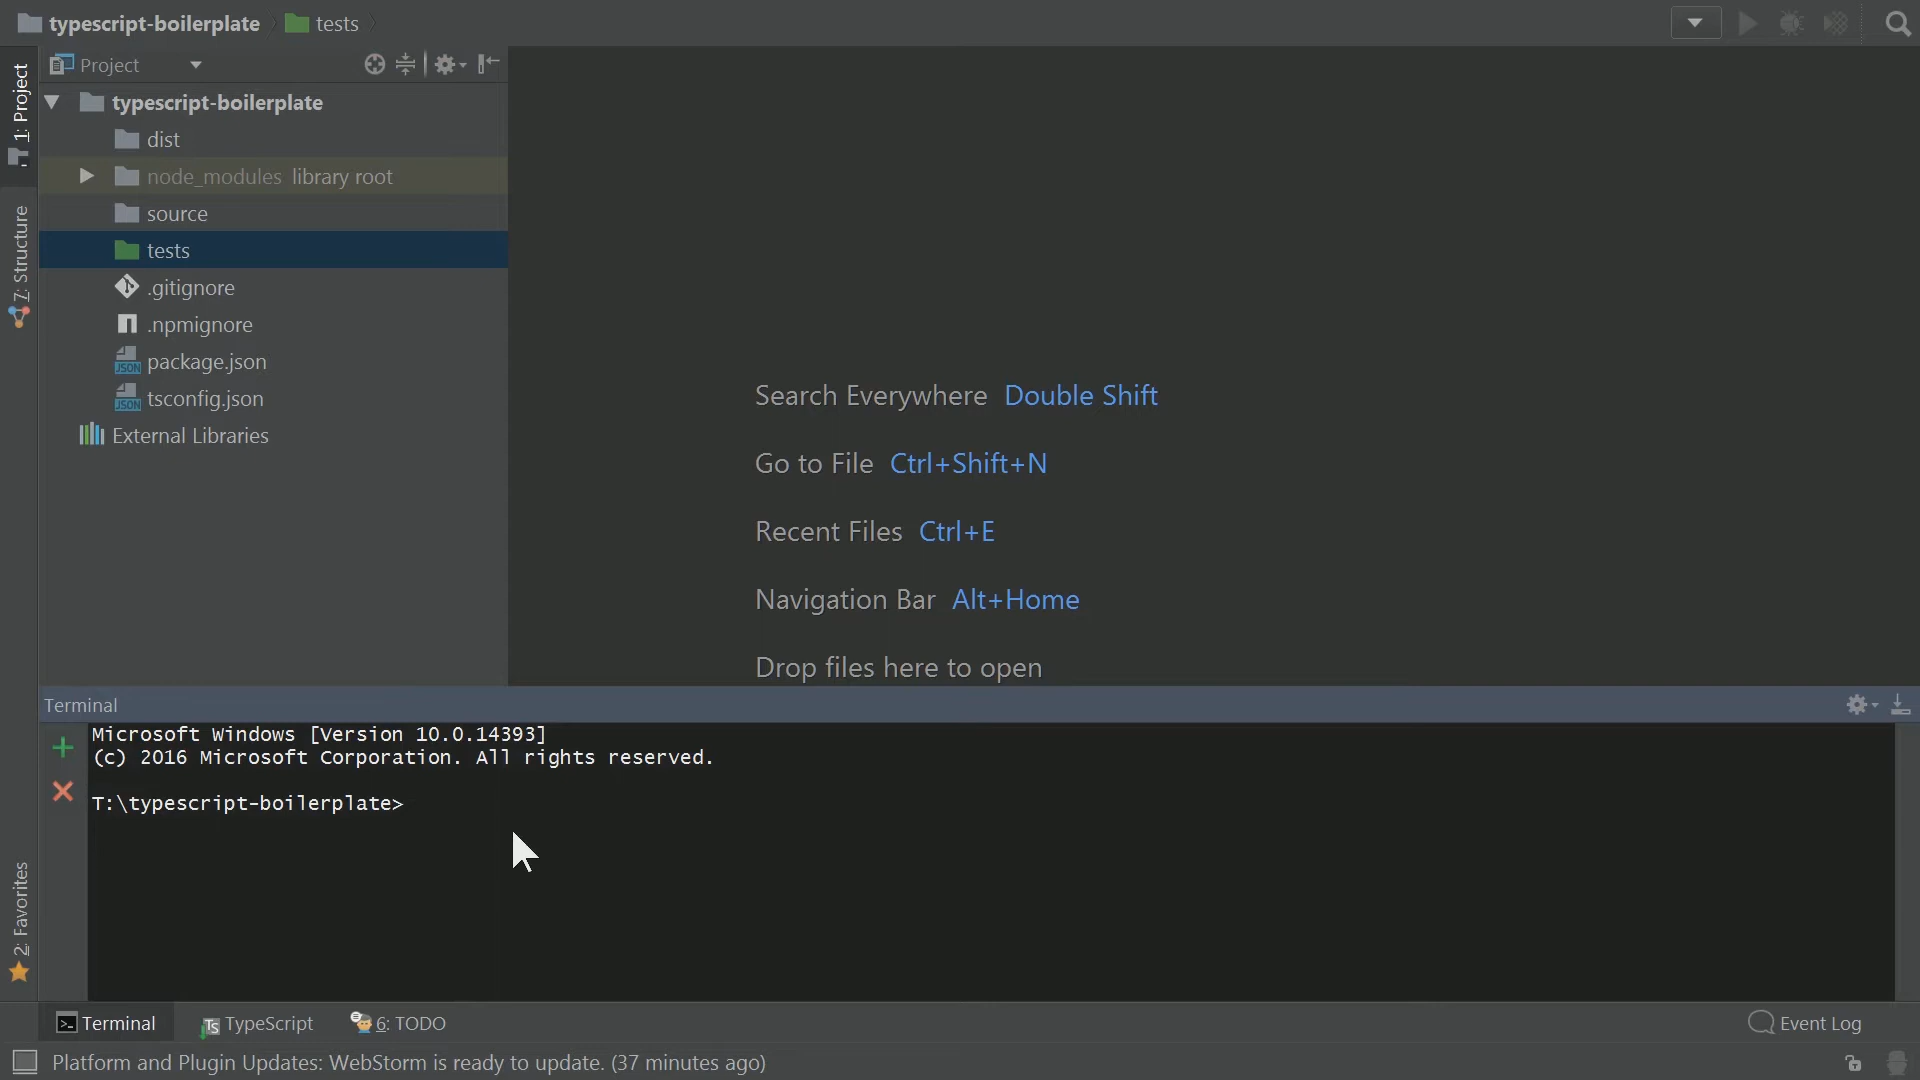 typescript-boilerplate tests
1: Project
7: Structure
2: Favorites
Project
typescript-boilerplate
dist
node_modules library root
source
tests
.gitignore
.npmignore
JSON package.json
JSON tsconfig.json
External Libraries
Search Everywhere Double Shift
Go to File Ctrl+Shift+N
Recent Files Ctrl+E
Navigation Bar Alt+Home
Drop files here to open
Terminal
Microsoft Windows [Version 10.0.14393]
(c) 2016 Microsoft Corporation. All rights reserved.
T:\typescript-boilerplate>
Terminal TS TypeScript 6: TODO Event Log
Platform and Plugin Updates: WebStorm is ready to update. (37 minutes ago)